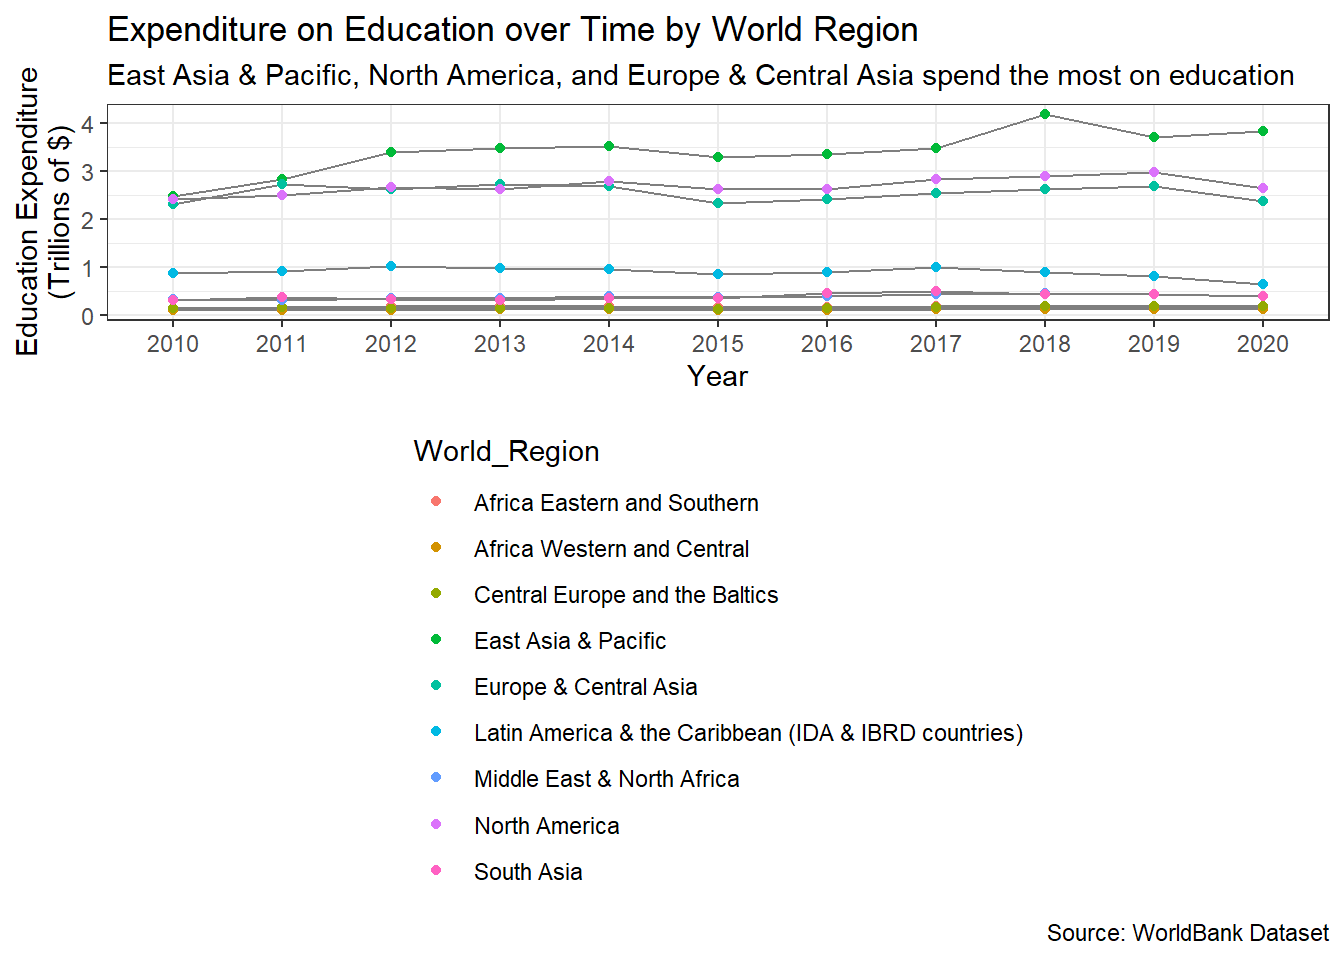 Expenditure on Education over Time by World Region
East Asia & Pacific, North America, and Europe & Central Asia spend the most on education
Education Expenditure
(Trillions of $)
4
3
2
1
0
2010 2011 2012 2013 2014 2015 2016 2017 2018 2019 2020
Year
World_Region
Africa Eastern and Southern
Africa Western and Central
Central Europe and the Baltics
East Asia & Pacific
Europe & Central Asia
Latin America & the Caribbean (IDA & IBRD countries)
Middle East & North Africa
North America
South Asia
Source: WorldBank Dataset